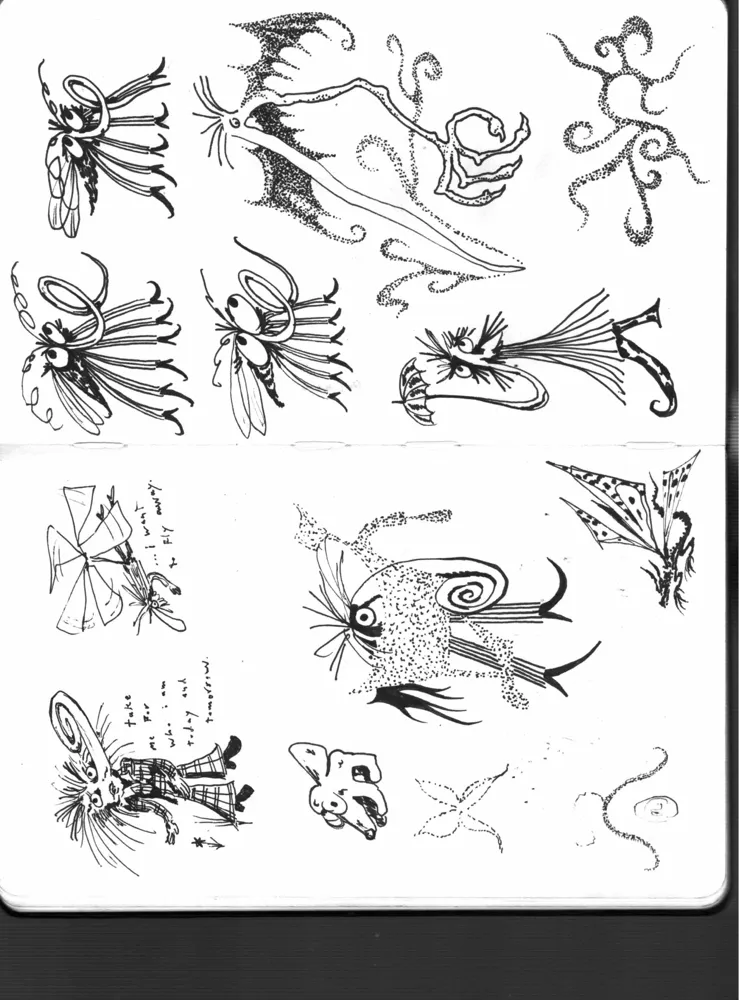 ...i want
to fly away.
take
me for
who i am
today and
tomorrow.